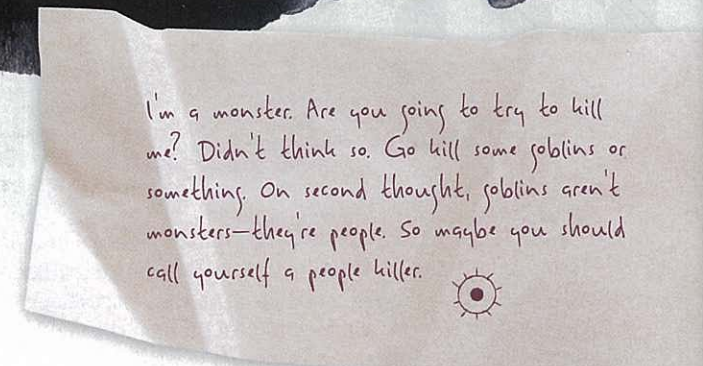 I'm a monster. Are you going to try to kill
me? Didn't think so. Go kill some goblins or
something. On second thought, goblins aren't
monsters—they're people. So maybe you should
call yourself a people killer.